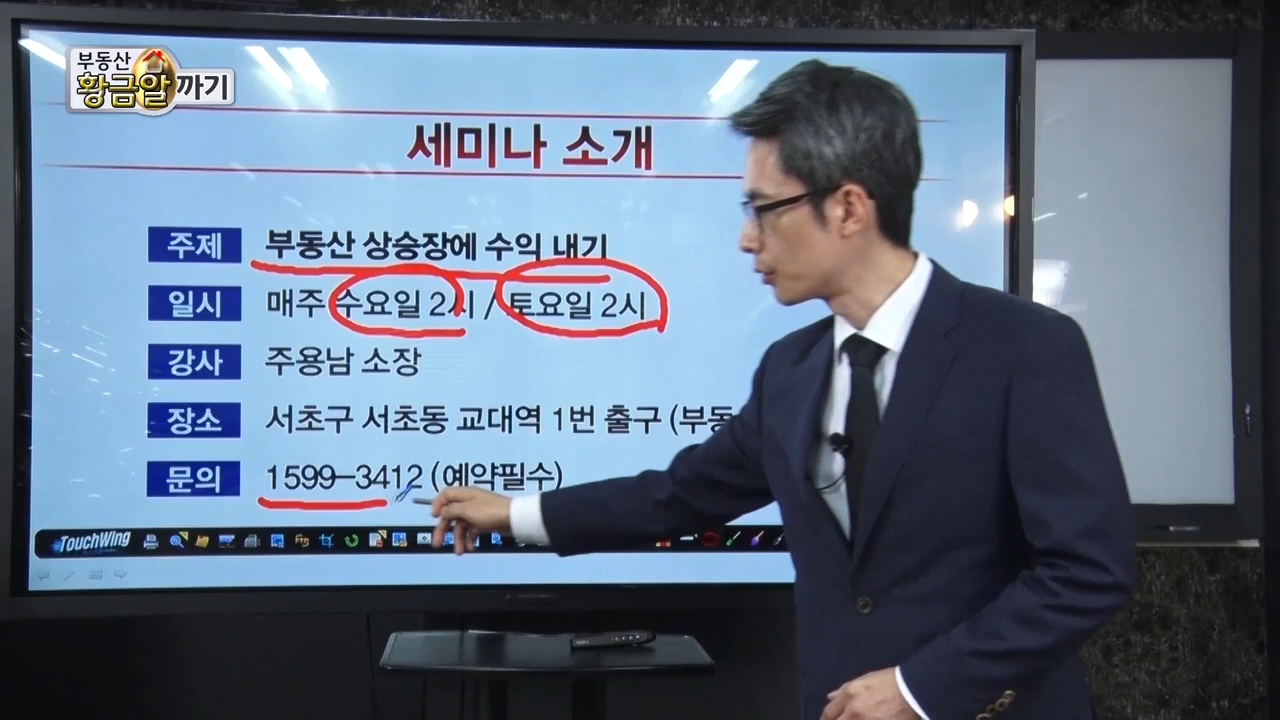 부동산
황금알까기
세미나 소개
주제 부동산 상승장에 수익 내기
일시 매주 수요일 2시 / 토요일 2시
강사 주용남 소장
장소 서초구 서초동 교대역 1번 출구 (부동
문의 1599-3412 (예약필수)
TouchWing